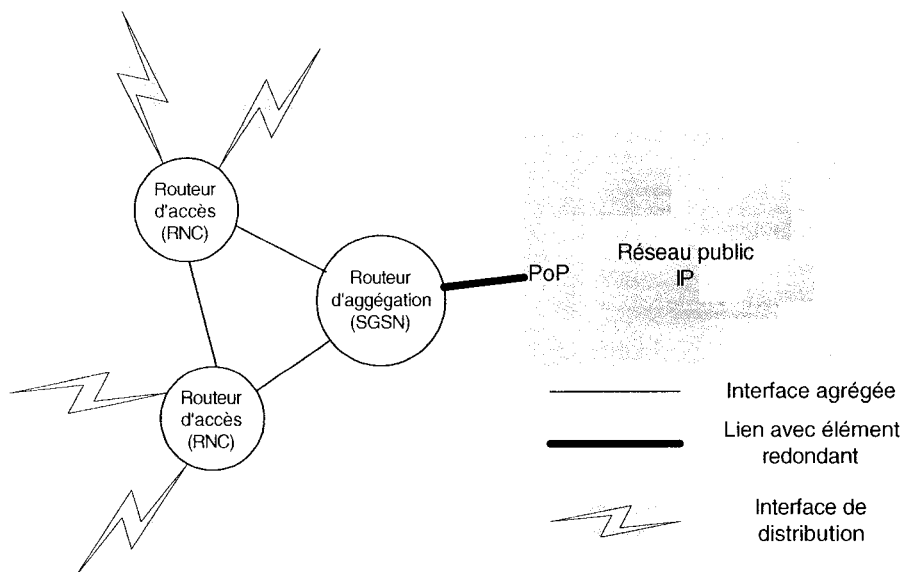 Routeur
d'accès
(RNC)
Routeur
d'aggégation
(SGSN)
PoP
Réseau public
IP
Routeur
d'accès
(RNC)
Interface agrégée
Lien avec élément
redondant
Interface de
distribution